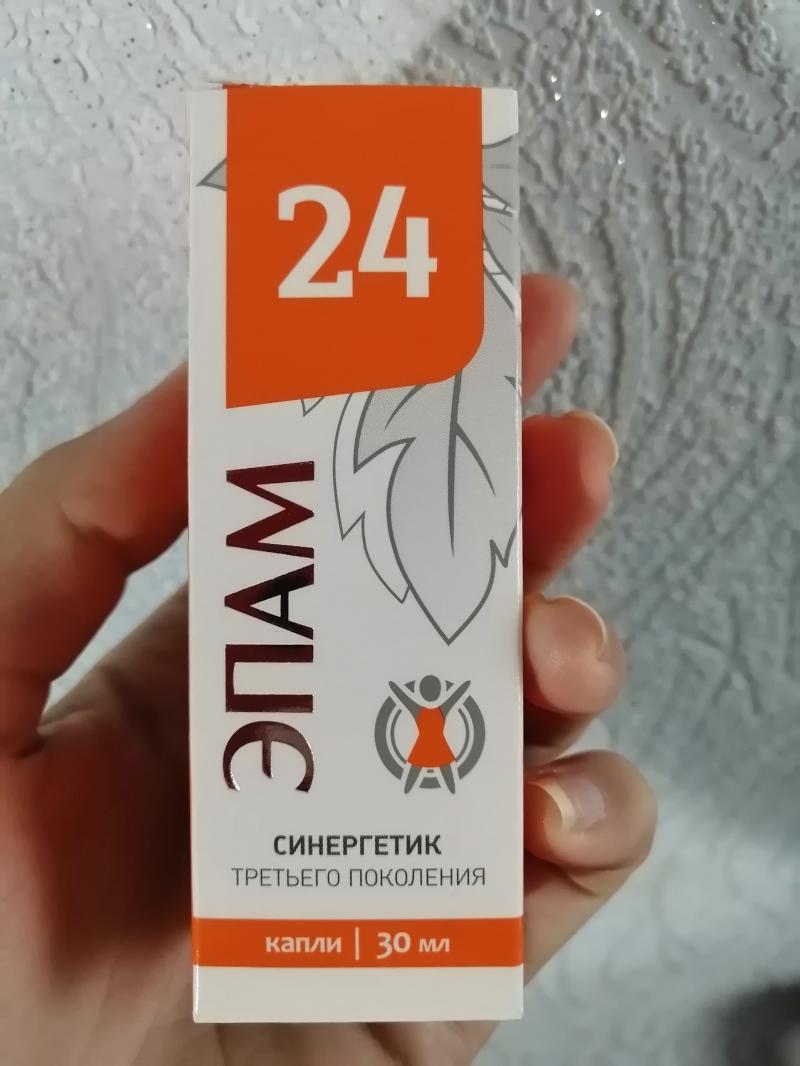 24
ЭПАМ
СИНЕРГЕТИК
ТРЕТЬЕГО ПОКОЛЕНИЯ
капли | 30 мл